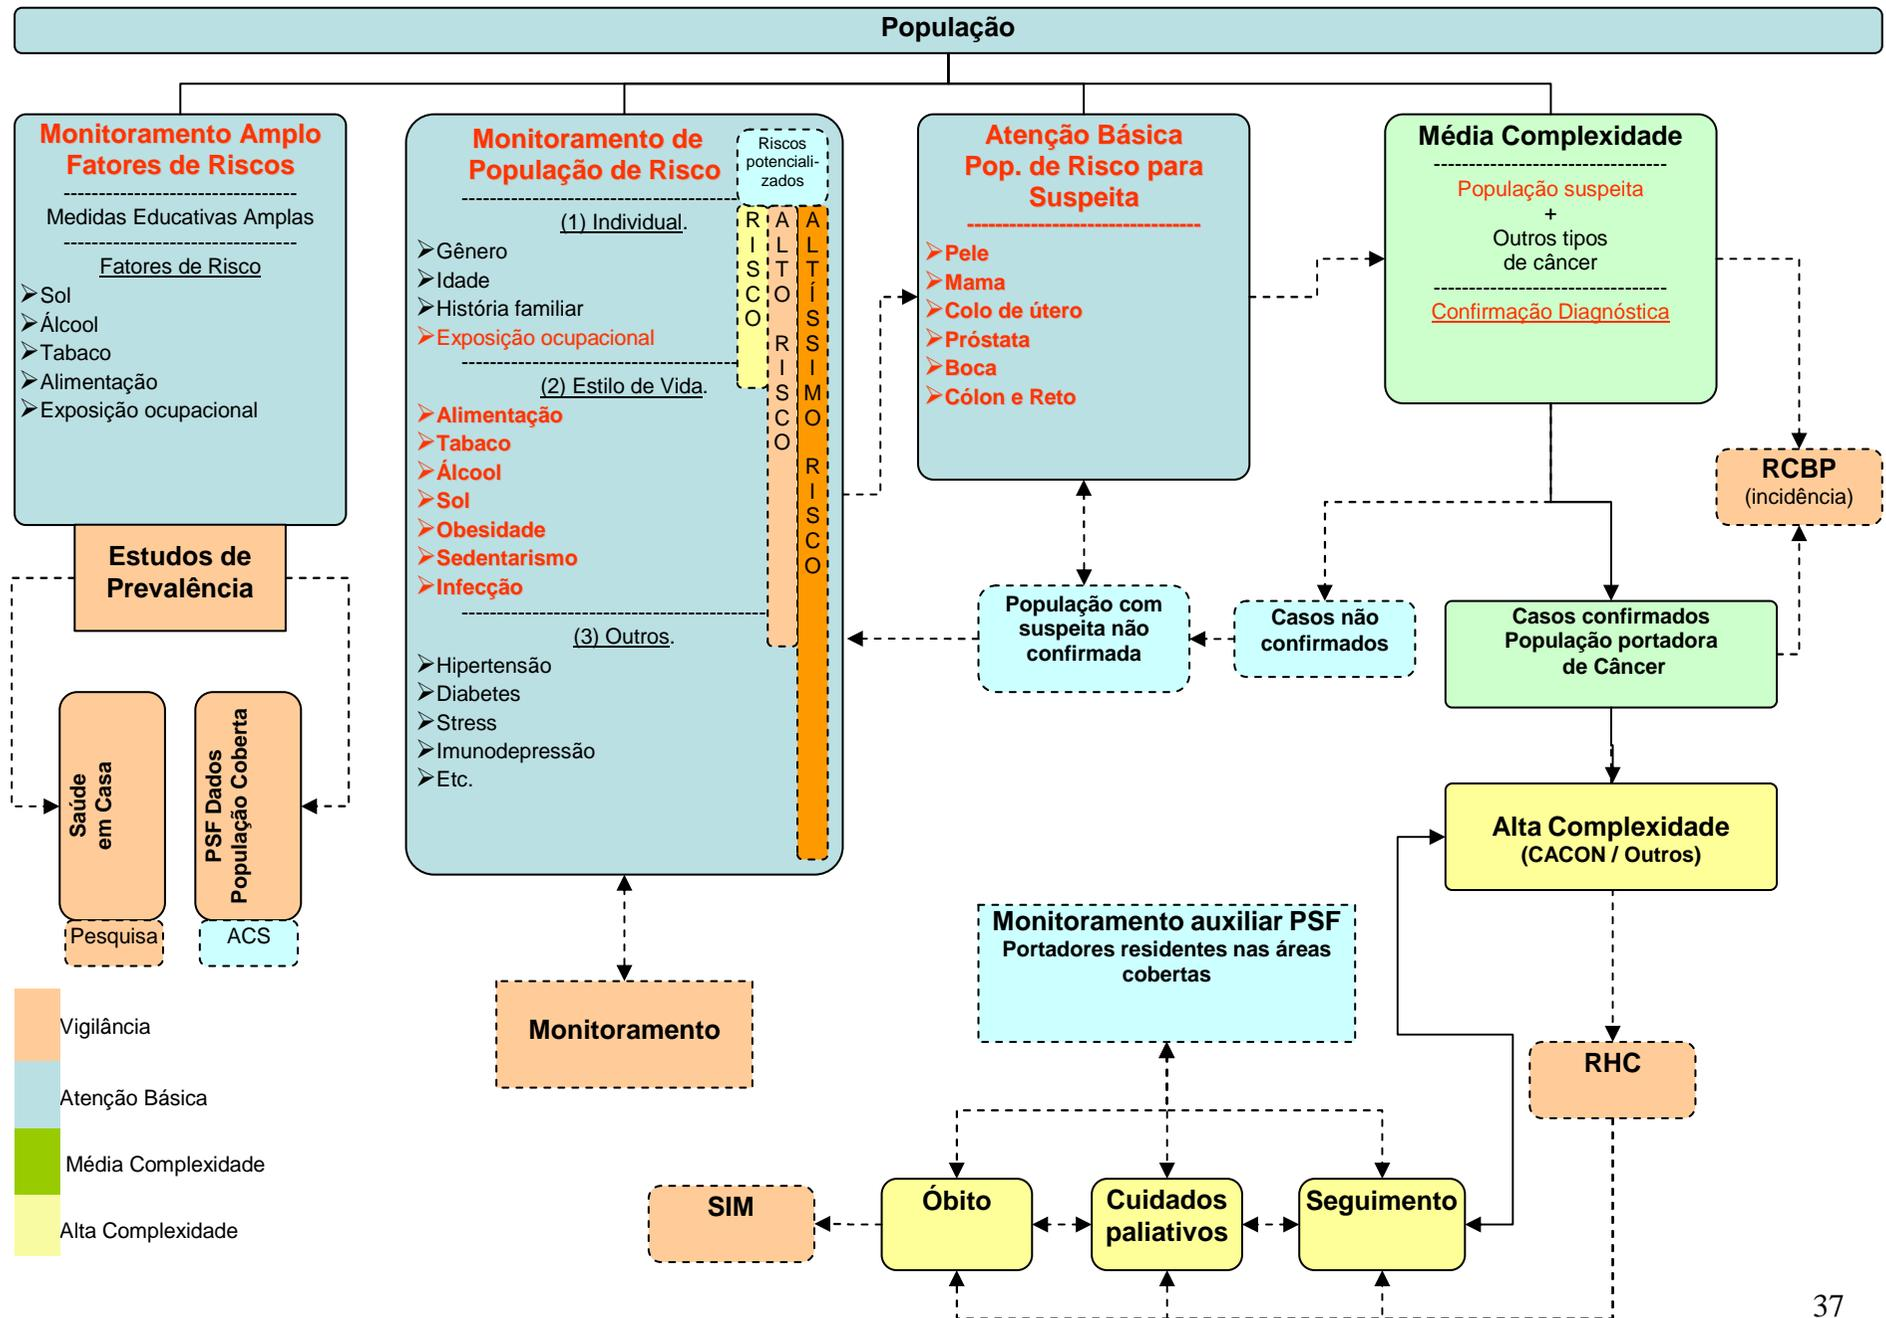 População
Monitoramento Amplo
Fatores de Riscos
Medidas Educativas Amplas
Fatores de Risco
➢Sol
➢Álcool
➢Tabaco
➢Alimentação
➢Exposição ocupacional
Estudos de
Prevalência
Saúde
em Casa
PSF Dados
População Coberta
Pesquisa
ACS
Vigilância
Atenção Básica
Média Complexidade
Alta Complexidade
Monitoramento de
População de Risco
Riscos
potenciali-
zados
RISCO
ALTO RISCO
ALTÍSSIMO RISCO
(1) Individual.
➢Gênero
➢Idade
➢História familiar
➢Exposição ocupacional
(2) Estilo de Vida.
➢Alimentação
➢Tabaco
➢Álcool
➢Sol
➢Obesidade
➢Sedentarismo
➢Infecção
(3) Outros.
➢Hipertensão
➢Diabetes
➢Stress
➢Imunodepressão
➢Etc.
Monitoramento
Atenção Básica
Pop. de Risco para
Suspeita
➢Pele
➢Mama
➢Colo de útero
➢Próstata
➢Boca
➢Cólon e Reto
População com
suspeita não
confirmada
Casos não
confirmados
Média Complexidade
População suspeita
+
Outros tipos
de câncer
Confirmação Diagnóstica
RCBP
(incidência)
Casos confirmados
População portadora
de Câncer
Alta Complexidade
(CACON / Outros)
Monitoramento auxiliar PSF
Portadores residentes nas áreas
cobertas
RHC
SIM
Óbito
Cuidados
paliativos
Seguimento
37